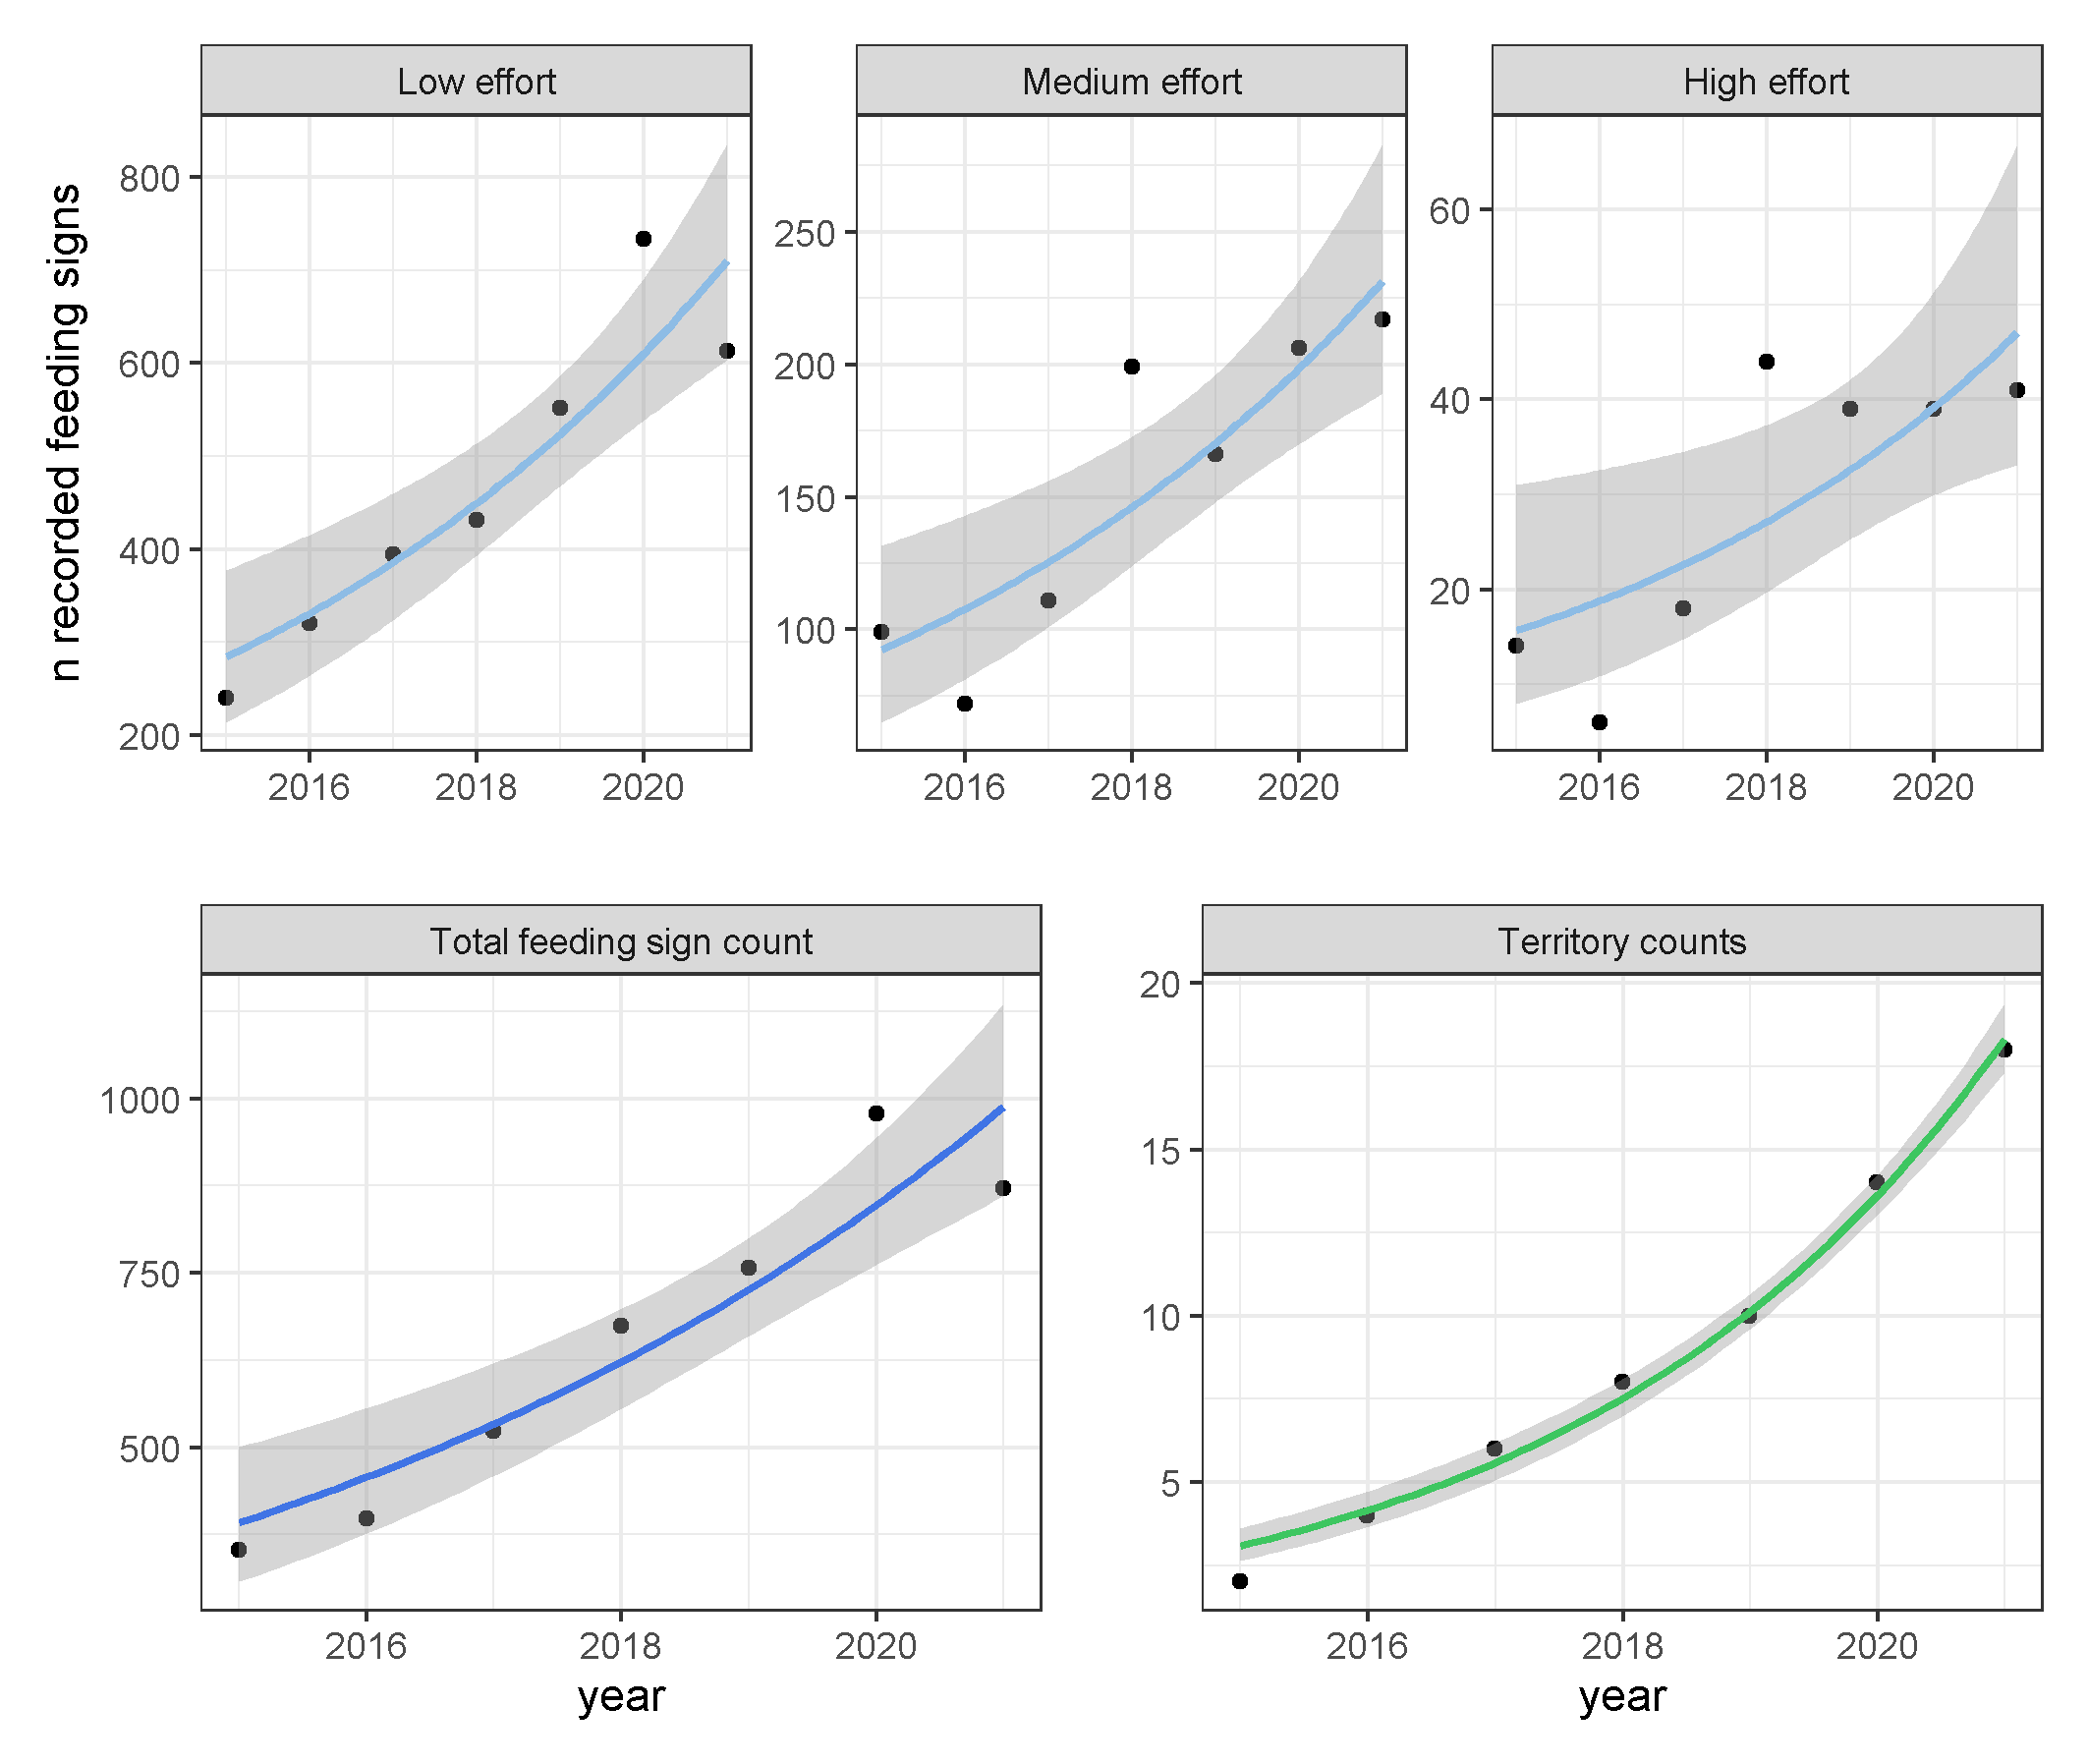 Low effort
Medium effort
High effort
n recorded feeding signs
800
600
400
200
250
200
150
100
60
40
20
2016 2018 2020
2016 2018 2020
2016 2018 2020
Total feeding sign count
Territory counts
1000
750
500
20
15
10
5
2016 2018 2020
2016 2018 2020
year
year